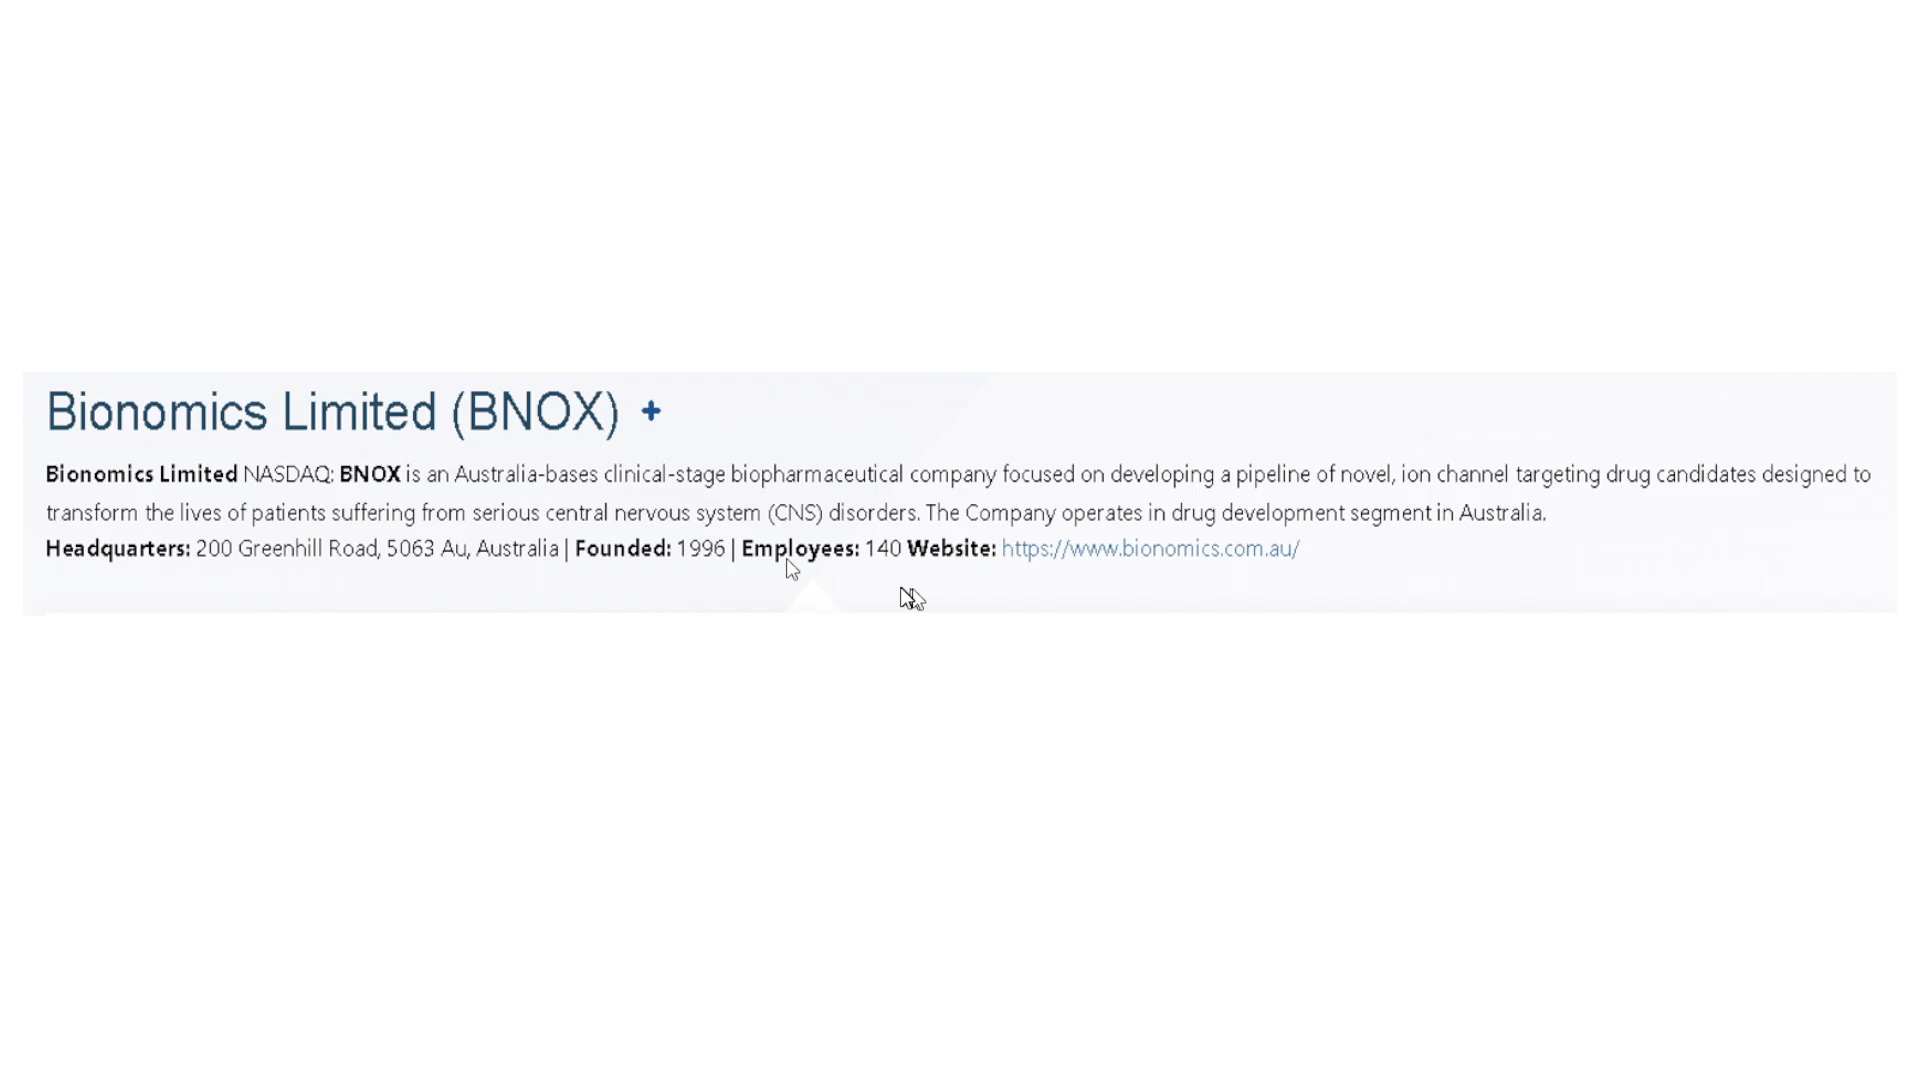 Bionomics Limited (BNOX) +
Bionomics Limited NASDAQ: BNOX is an Australia-bases clinical-stage biopharmaceutical company focused on developing a pipeline of novel, ion channel targeting drug candidates designed to
transform the lives of patients suffering from serious central nervous system (CNS) disorders. The Company operates in drug development segment in Australia.
Headquarters: 200 Greenhill Road, 5063 Au, Australia | Founded: 1996 | Employees: 140 Website: https://www.bionomics.com.au/